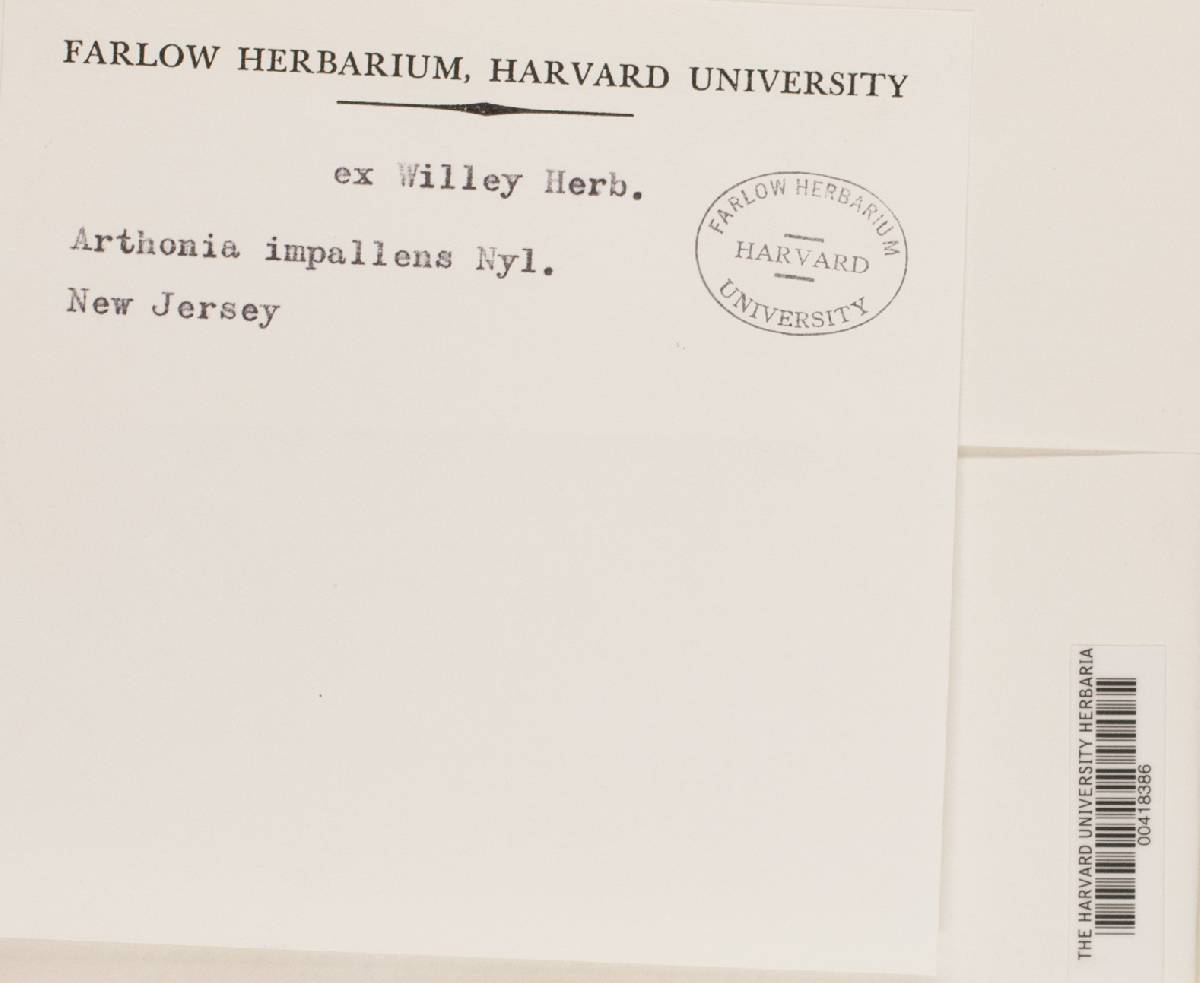 FARLOW HERBARIUM, HARVARD UNIVERSITY
ex Willey Herb.
Arthonia impallens Nyl.
New Jersey
FARLOW HERBARIUM
HARVARD
UNIVERSITY
THE HARVARD UNIVERSITY HERBARIA
00418386